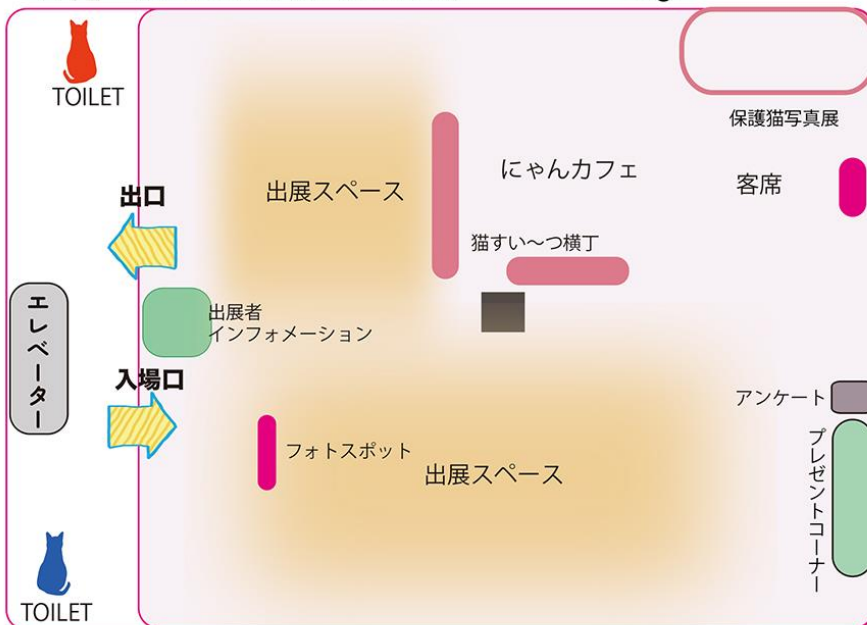 TOILET
保護猫写真展
にゃんカフェ
客席
出展スペース
出口
猫すい〜つ横丁
出展者
インフォメーション
エレベーター
入場口
アンケート
フォトスポット
出展スペース
プレゼントコーナー
TOILET